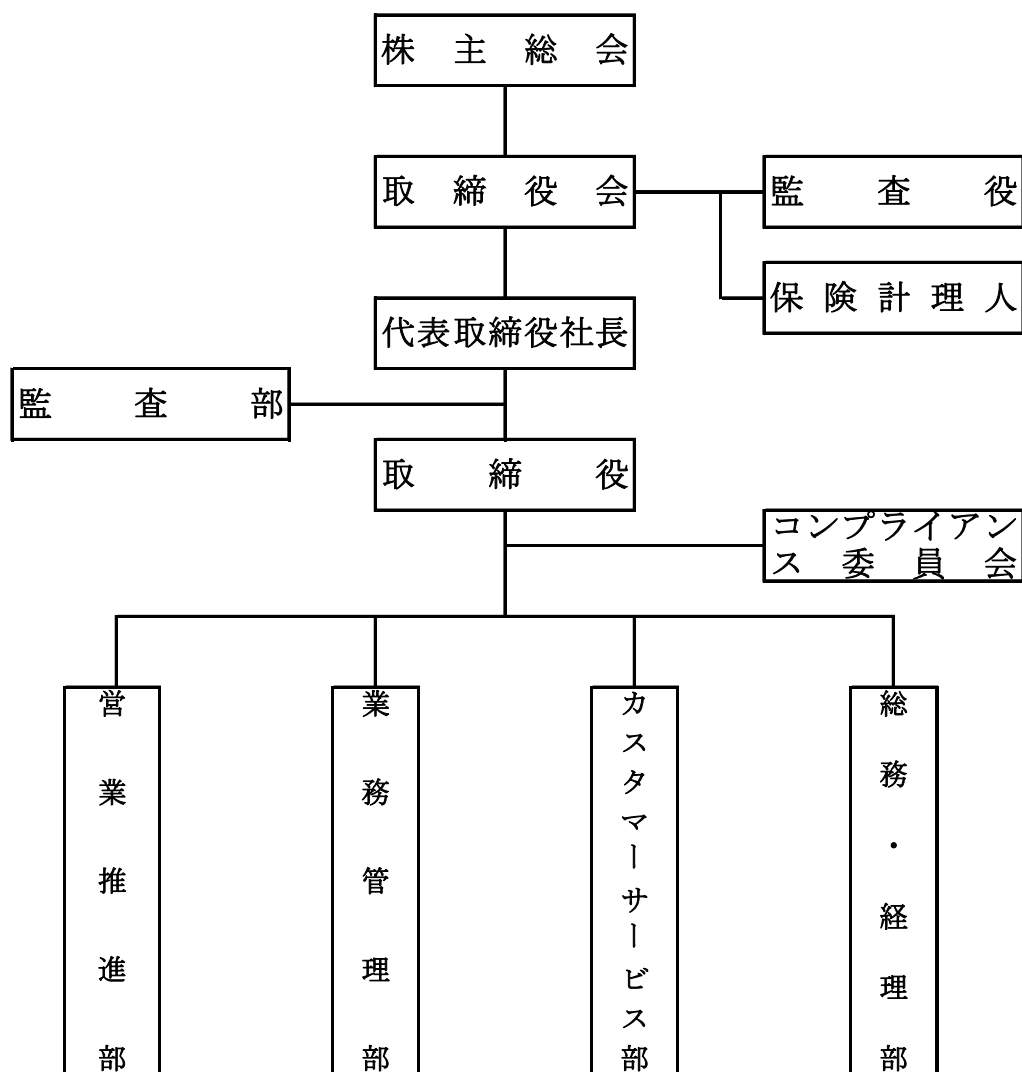 株主総会
取締役会
監査役
保険計理人
代表取締役社長
監査部
取締役
コンプライアン
ス委員会
営業推進部
業務管理部
カスタマーサービス部
総務・経理部